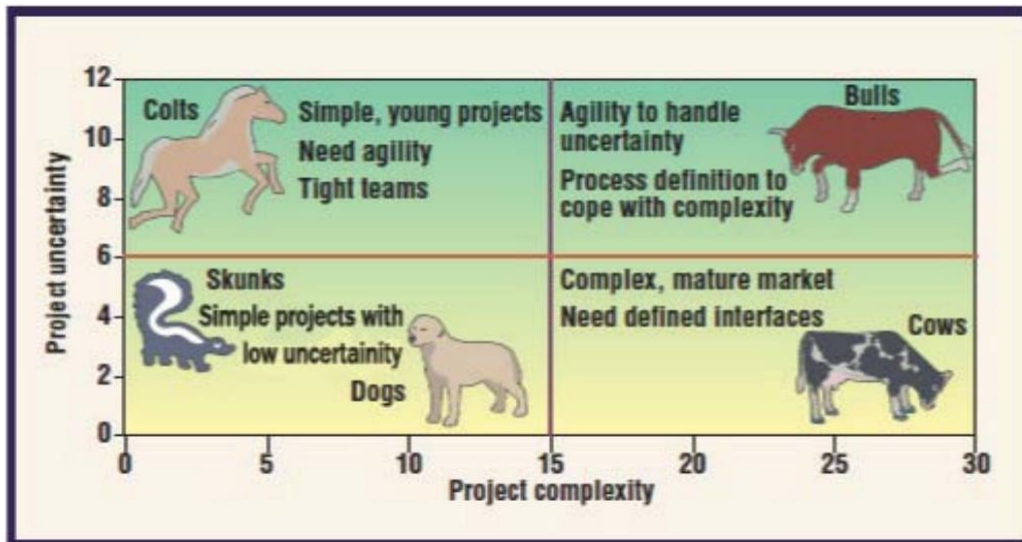 Project uncertainty
12
10
8
6
4
2
0
Colts
Simple, young projects
Need agility
Tight teams
Agility to handle
uncertainty
Process definition to
cope with complexity
Bulls
Skunks
Simple projects with
low uncertainity
Dogs
Complex, mature market
Need defined interfaces
Cows
0 5 10 15 20 25 30
Project complexity